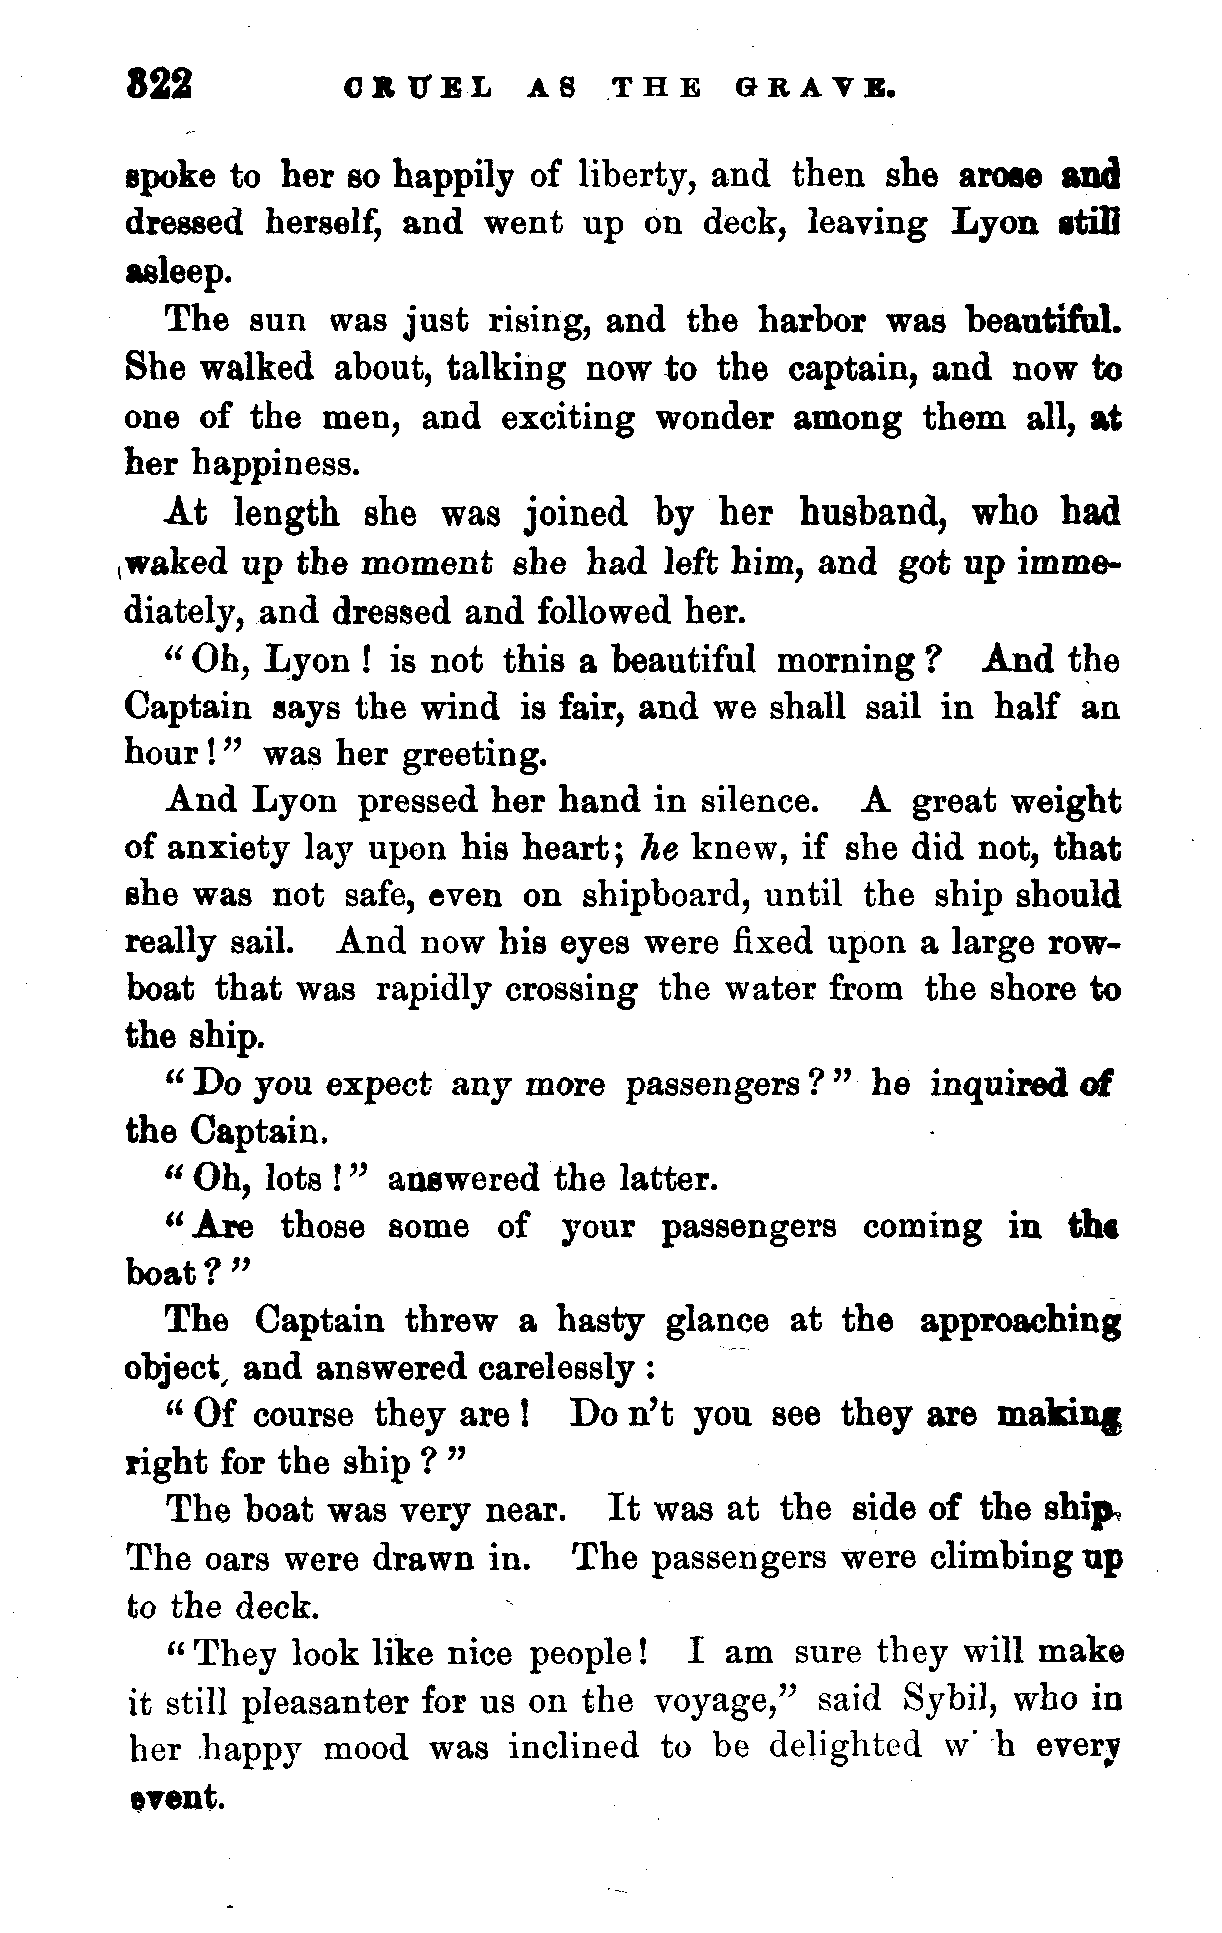 322 CRUEL AS THE GRAVE.
spoke to her so happily of liberty, and then she arose and
dressed herself, and went up on deck, leaving Lyon still
asleep.
The sun was just rising, and the harbor was beautiful.
She walked about, talking now to the captain, and now to
one of the men, and exciting wonder among them all, at
her happiness.
At length she was joined by her husband, who had
waked up the moment she had left him, and got up imme-
diately, and dressed and followed her.
"Oh, Lyon! is not this a beautiful morning? And the
Captain says the wind is fair, and we shall sail in half an
hour!" was her greeting.
And Lyon pressed her hand in silence. A great weight
of anxiety lay upon his heart; he knew, if she did not, that
she was not safe, even on shipboard, until the ship should
really sail. And now his eyes were fixed upon a large row-
boat that was rapidly crossing the water from the shore to
the ship.
"Do you expect any more passengers?" he inquired of
the Captain.
"Oh, lots!" answered the latter.
"Are those some of your passengers coming in the
boat?"
The Captain threw a hasty glance at the approaching
object, and answered carelessly:
"Of course they are! Don't you see they are making
right for the ship?"
The boat was very near. It was at the side of the ship.
The oars were drawn in. The passengers were climbing up
to the deck.
"They look like nice people! I am sure they will make
it still pleasanter for us on the voyage," said Sybil, who in
her happy mood was inclined to be delighted w h every
event.